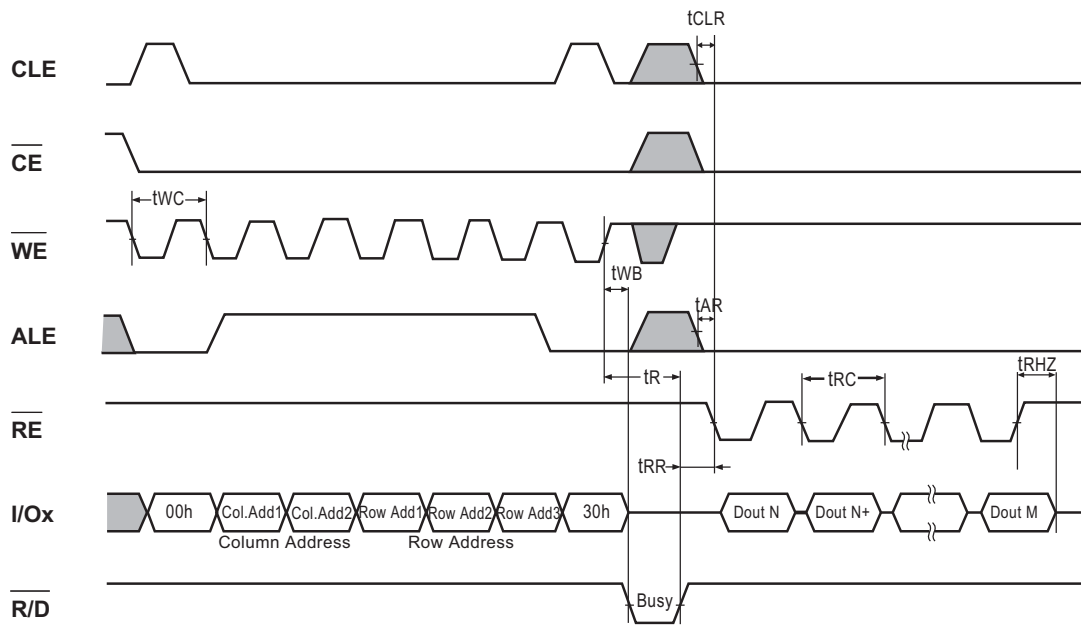 tCLR
CLE
CE
tWC
WE
tWB
tAR
ALE
tR
tRC
tRHZ
RE
tRR
I/Ox
00h
Col.Add1
Col.Add2
Row Add1
Row Add2
Row Add3
30h
Dout N
Dout N+
Dout M
Column Address
Row Address
R/D
Busy